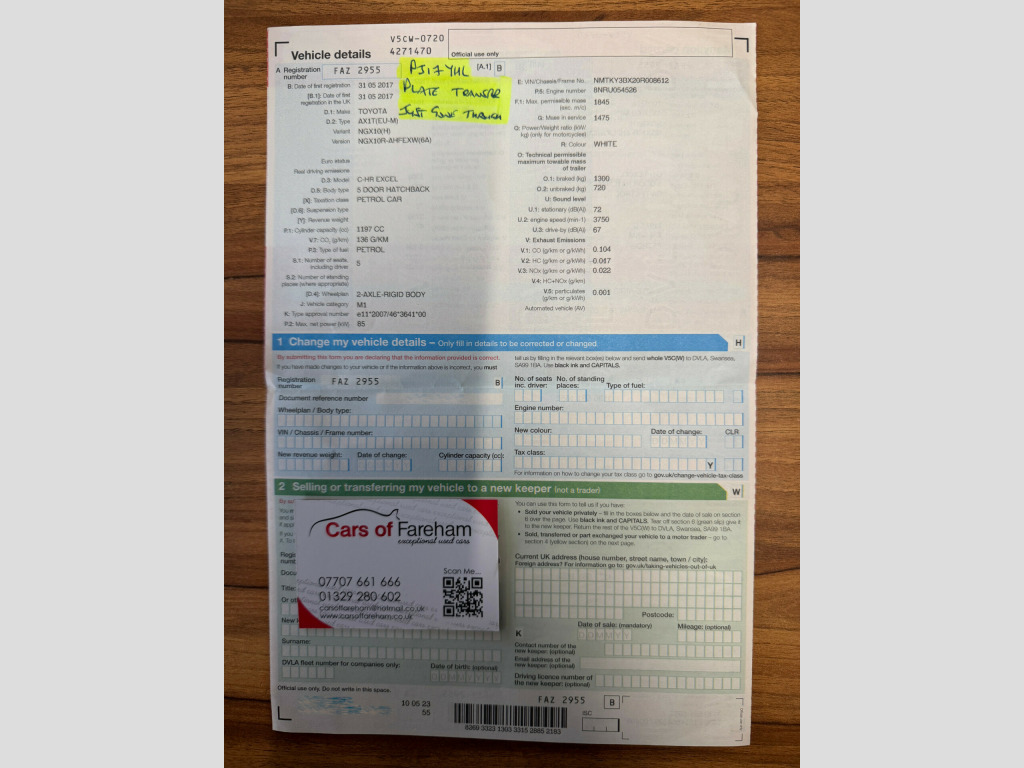 V5CW-0720
4271470
Official use only
Vehicle details
A Registration number FAZ 2955
PJ17 YUL
PLATE TRANSFER
JUST GONE THROUGH
[A.1] B
B: Date of first registration 31 05 2017
[B.1]: Date of first registration in the UK 31 05 2017
D.1: Make TOYOTA
D.2: Type AX1T(EU-M)
Variant NGX10(H)
Version NGX10R-AHFEXW(6A)
Euro status
Real driving emissions
D.3: Model C-HR EXCEL
D.5: Body type 5 DOOR HATCHBACK
[X]: Taxation class PETROL CAR
[D.6]: Suspension type
[Y]: Revenue weight
P.1: Cylinder capacity (cc) 1197 CC
V.7: CO₂ (g/km) 136 G/KM
P.3: Type of fuel PETROL
S.1: Number of seats, including driver 5
S.2: Number of standing places (where appropriate)
[D.4]: Wheelplan 2-AXLE-RIGID BODY
J: Vehicle category M1
K: Type approval number e11*2007/46*3641*00
P.2: Max. net power (kW) 85
E: VIN/Chassis/Frame No. NMTKY3BX20R008612
P.5: Engine number 8NRU054526
F.1: Max. permissible mass (exc. m/c) 1845
G: Mass in service 1475
Q: Power/Weight ratio (kW/kg) (only for motorcycles)
R: Colour WHITE
O: Technical permissible maximum towable mass of trailer
O.1: braked (kg) 1300
O.2: unbraked (kg) 720
U: Sound level
U.1: stationary (dB(A)) 72
U.2: engine speed (min-1) 3750
U.3: drive by (dB(A)) 67
V: Exhaust Emissions
V.1: CO (g/km or g/kWh) 0.104
V.2: HC (g/km or g/kWh) 0.047
V.3: NOx (g/km or g/kWh) 0.022
V.4: HC+NOx (g/km)
V.5: particulates (g/km or g/kWh) 0.001
Automated vehicle (AV)
1 Change my vehicle details – Only fill in details to be corrected or changed. H
By submitting this form you are declaring that the information provided is correct.
If you have made changes to your vehicle or if the information above is incorrect, you must
tell us by filling in the relevant box(es) below and send whole V5C(W) to DVLA, Swansea,
SA99 1BA. Use black ink and CAPITALS.
Registration number FAZ 2955 B
Document reference number
Wheelplan / Body type:
VIN / Chassis / Frame number:
New revenue weight: Date of change: Cylinder capacity (cc):
No. of seats inc. driver: No. of standing places: Type of fuel:
Engine number:
New colour: Date of change: CLR
Tax class: Y
For information on how to change your tax class go to gov.uk/change-vehicle-tax-class
2 Selling or transferring my vehicle to a new keeper (not a trader) W
Cars of Fareham
exceptional used cars
Scan Me...
07707 661 666
01329 280 602
carsoffareham@hotmail.co.uk
www.carsoffareham.co.uk
Surname:
DVLA fleet number for companies only: Date of birth: (optional)
You can use this form to tell us if you have:
• Sold your vehicle privately – fill in the boxes below and the date of sale on section
6 over the page. Use black ink and CAPITALS. Tear off section 6 (green slip) give it
to the new keeper. Return the rest of the V5C(W) to DVLA, Swansea, SA99 1BA.
• Sold, transferred or part exchanged your vehicle to a motor trader – go to
section 4 (yellow section) on the next page.
Current UK address (house number, street name, town / city):
Foreign address? For information go to: gov.uk/taking-vehicles-out-of-uk
Postcode:
Date of sale: (mandatory) Mileage: (optional)
K
Contact number of the new keeper: (optional)
Email address of the new keeper: (optional)
Driving licence number of the new keeper: (optional)
Official use only. Do not write in this space.
10 05 23
55
6269 3323 1303 3315 2865 2183
FAZ 2955 B